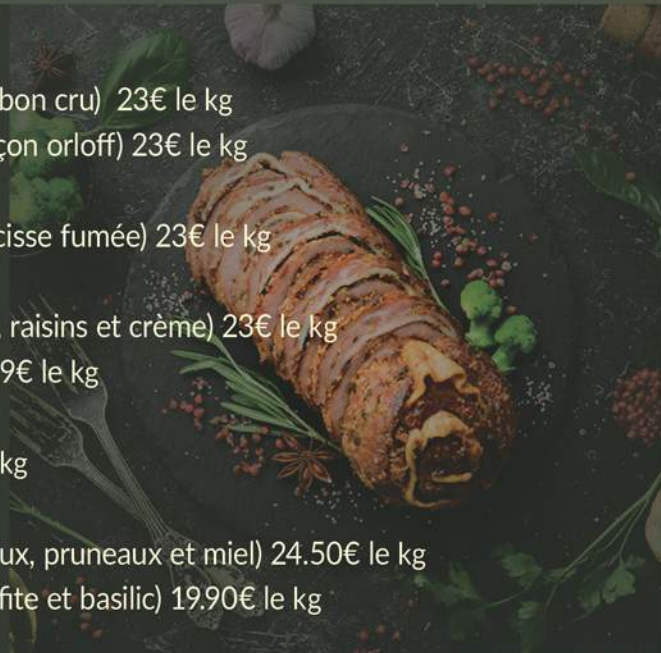 bon cru) 23€ le kg
çon orloff) 23€ le kg
cisse fumée) 23€ le kg
, raisins et crème) 23€ le kg
9€ le kg
kg
ux, pruneaux et miel) 24.50€ le kg
fite et basilic) 19.90€ le kg